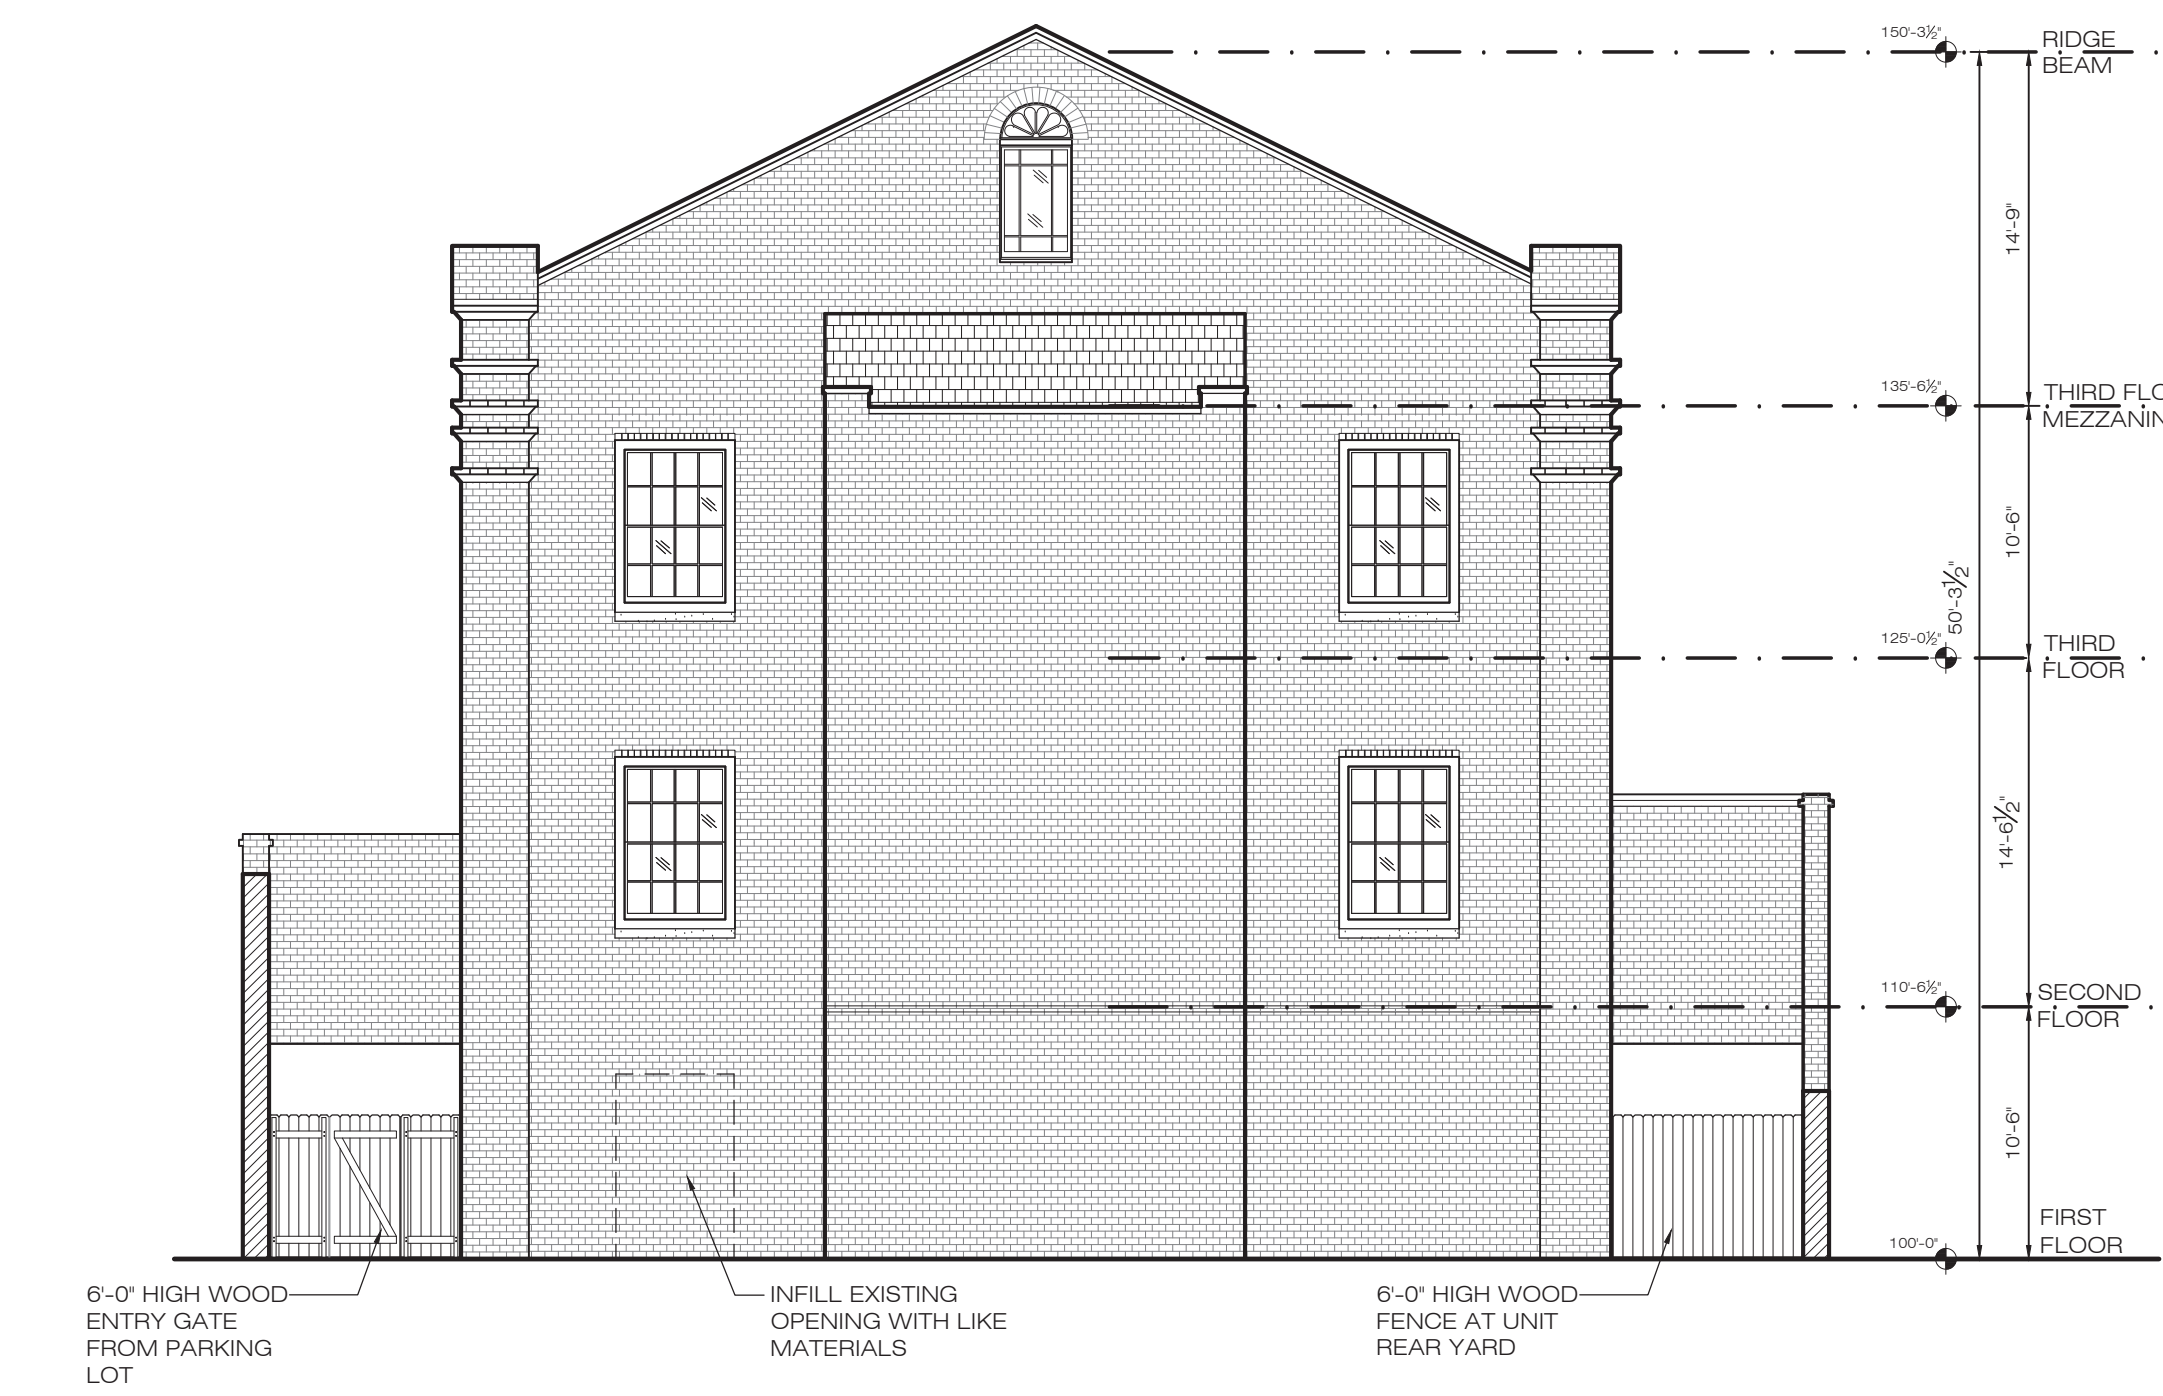 150'-3½"
RIDGE
BEAM
14'-9"
135'-6½"
THIRD FLO
MEZZANIN
10'-6"
50'-3½"
125'-0½"
THIRD
FLOOR
14'-6½"
110'-6½"
SECOND
FLOOR
10'-6"
FIRST
FLOOR
100'-0"
6'-0" HIGH WOOD
ENTRY GATE
FROM PARKING
LOT
INFILL EXISTING
OPENING WITH LIKE
MATERIALS
6'-0" HIGH WOOD
FENCE AT UNIT
REAR YARD